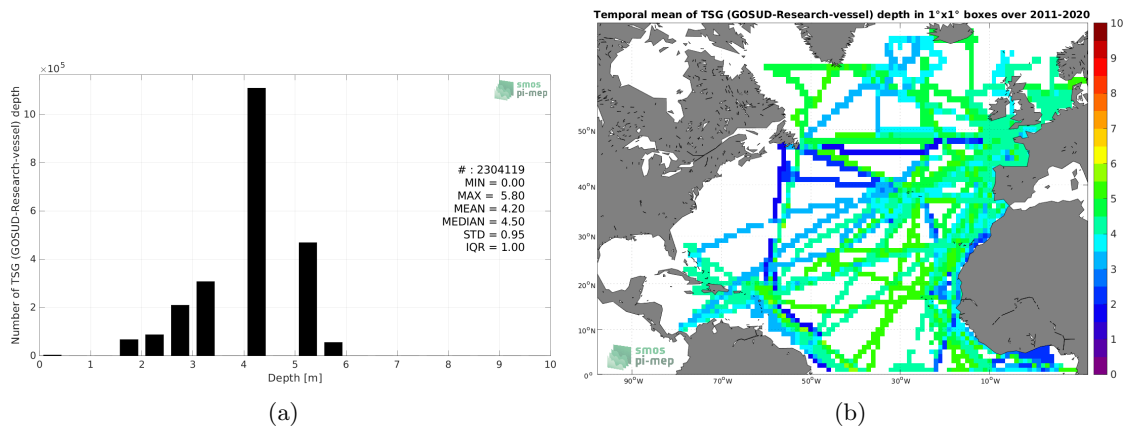 ×10⁵
Number of TSG (GOSUD-Research-vessel) depth
10
8
6
4
2
0
0 1 2 3 4 5 6 7 8 9 10
Depth [m]
smos
pi-mep
# : 2304119
MIN = 0.00
MAX = 5.80
MEAN = 4.20
MEDIAN = 4.50
STD = 0.95
IQR = 1.00
(a)
Temporal mean of TSG (GOSUD-Research-vessel) depth in 1°x1° boxes over 2011-2020
50°N
40°N
30°N
20°N
10°N
0°
90°W 70°W 50°W 30°W 10°W
smos
pi-mep
10
9
8
7
6
5
4
3
2
1
0
(b)